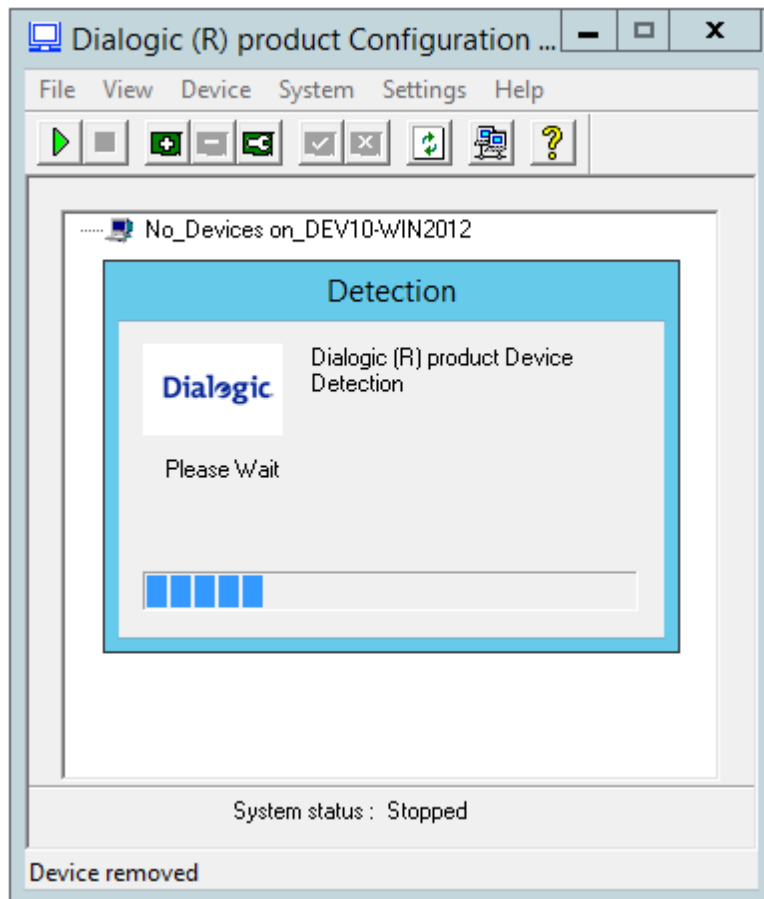 Dialogic (R) product Configuration ...
File View Device System Settings Help
No_Devices on_DEV10-WIN2012
Detection
Dialogic
Dialogic (R) product Device
Detection
Please Wait
System status : Stopped
Device removed